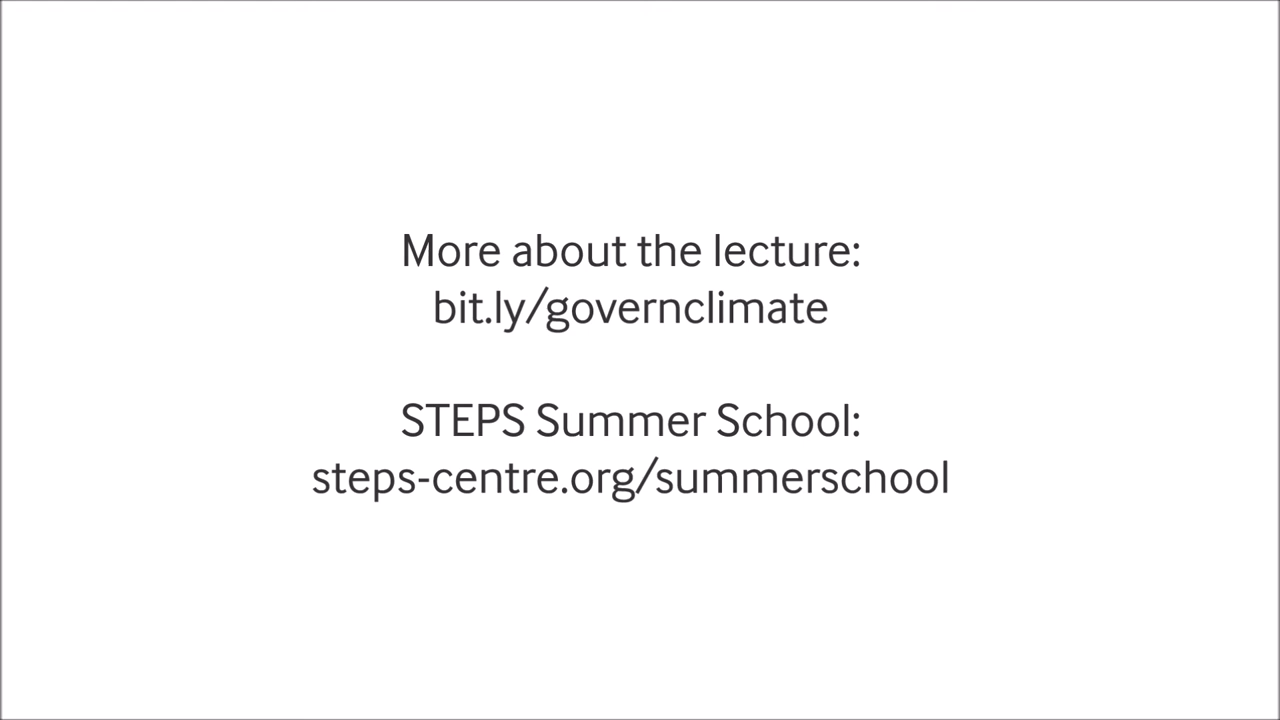 More about the lecture:
bit.ly/governclimate
STEPS Summer School:
steps-centre.org/summerschool